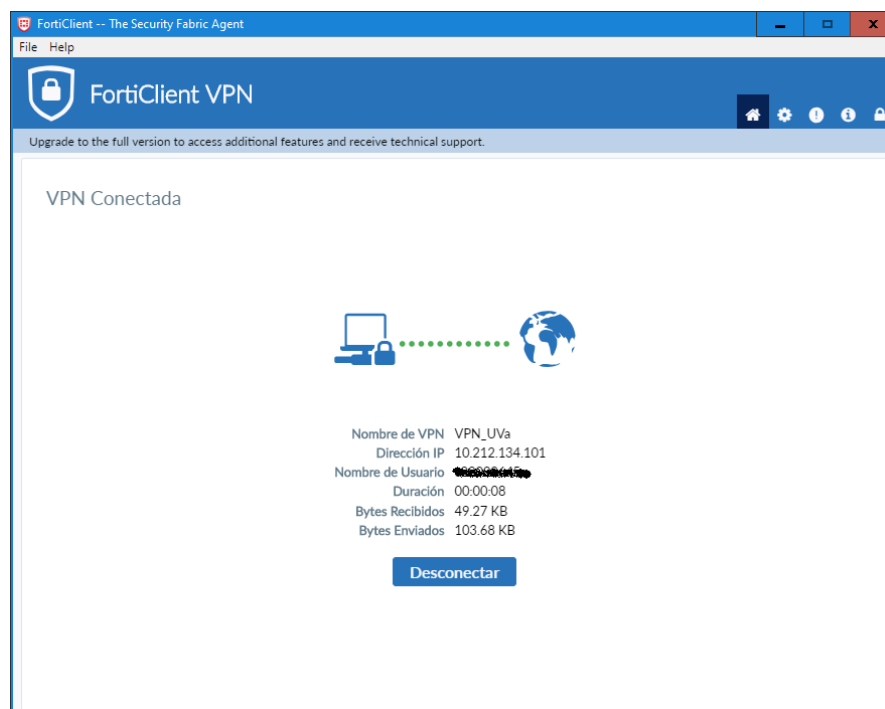 FortiClient -- The Security Fabric Agent
File Help
FortiClient VPN
Upgrade to the full version to access additional features and receive technical support.
VPN Conectada
Nombre de VPN VPN_UVa
Dirección IP 10.212.134.101
Nombre de Usuario
Duración 00:00:08
Bytes Recibidos 49.27 KB
Bytes Enviados 103.68 KB
Desconectar